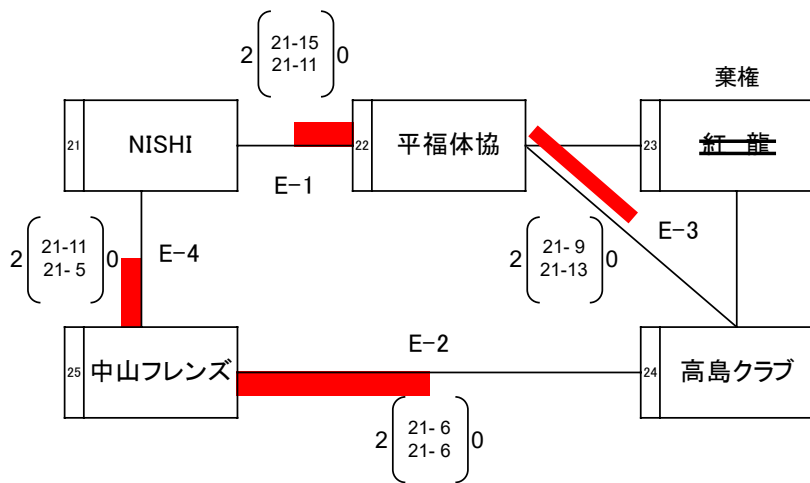 2 21-15 0
21-11
棄権
21 NISHI
22 平福体協
23 紅 龍
E-1
E-3
2 21-11 0
21- 5
E-4
2 21- 9 0
21-13
E-2
25 中山フレンズ
24 高島クラブ
2 21- 6 0
21- 6